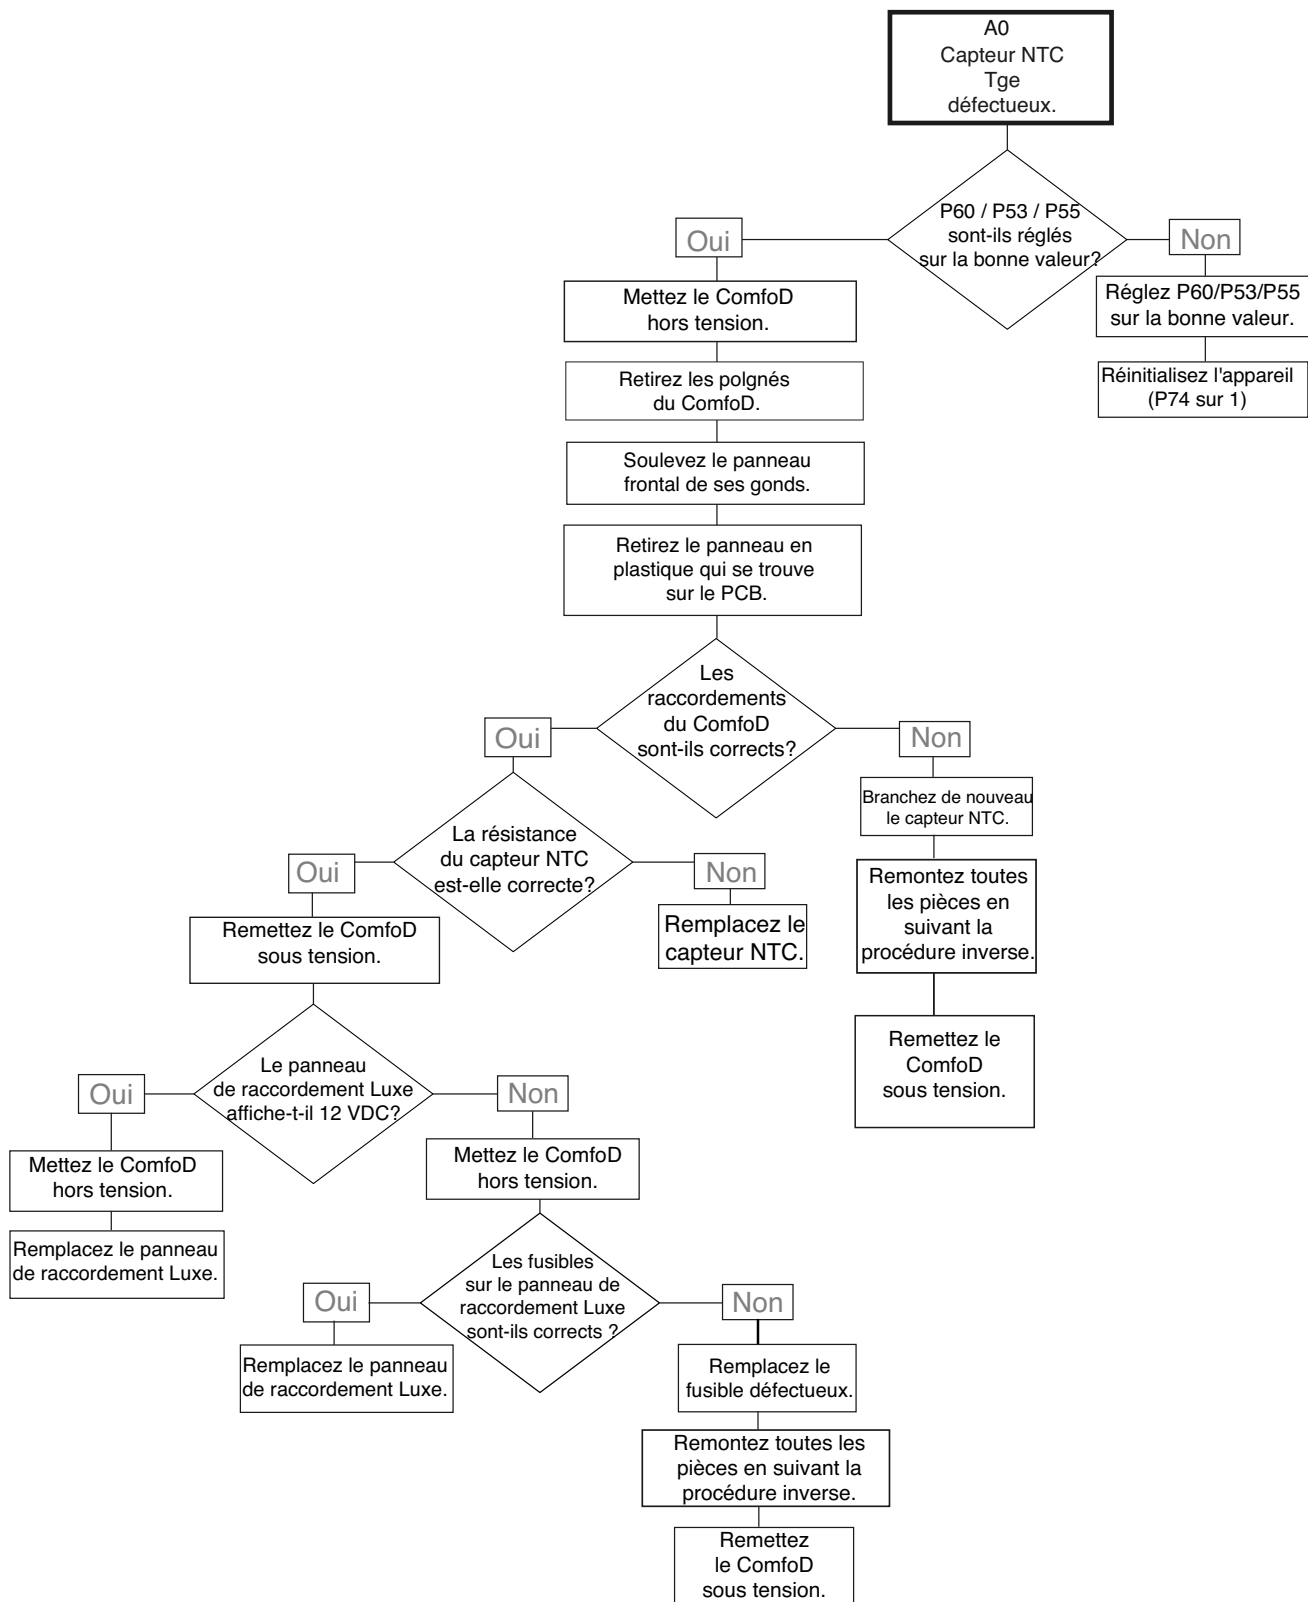 A0
Capteur NTC
Tge
défectueux.
P60 / P53 / P55
sont-ils réglés
sur la bonne valeur?
Oui
Non
Mettez le ComfoD
hors tension.
Réglez P60/P53/P55
sur la bonne valeur.
Retirez les polgnés
du ComfoD.
Réinitialisez l'appareil
(P74 sur 1)
Soulevez le panneau
frontal de ses gonds.
Retirez le panneau en
plastique qui se trouve
sur le PCB.
Les
raccordements
du ComfoD
sont-ils corrects?
Oui
Non
Branchez de nouveau
le capteur NTC.
La résistance
du capteur NTC
est-elle correcte?
Oui
Non
Remontez toutes
les pièces en
suivant la
procédure inverse.
Remettez le ComfoD
sous tension.
Remplacez le
capteur NTC.
Remettez le
ComfoD
sous tension.
Le panneau
de raccordement Luxe
affiche-t-il 12 VDC?
Oui
Non
Mettez le ComfoD
hors tension.
Mettez le ComfoD
hors tension.
Remplacez le panneau
de raccordement Luxe.
Les fusibles
sur le panneau de
raccordement Luxe
sont-ils corrects ?
Oui
Non
Remplacez le panneau
de raccordement Luxe.
Remplacez le
fusible défectueux.
Remontez toutes les
pièces en suivant la
procédure inverse.
Remettez
le ComfoD
sous tension.